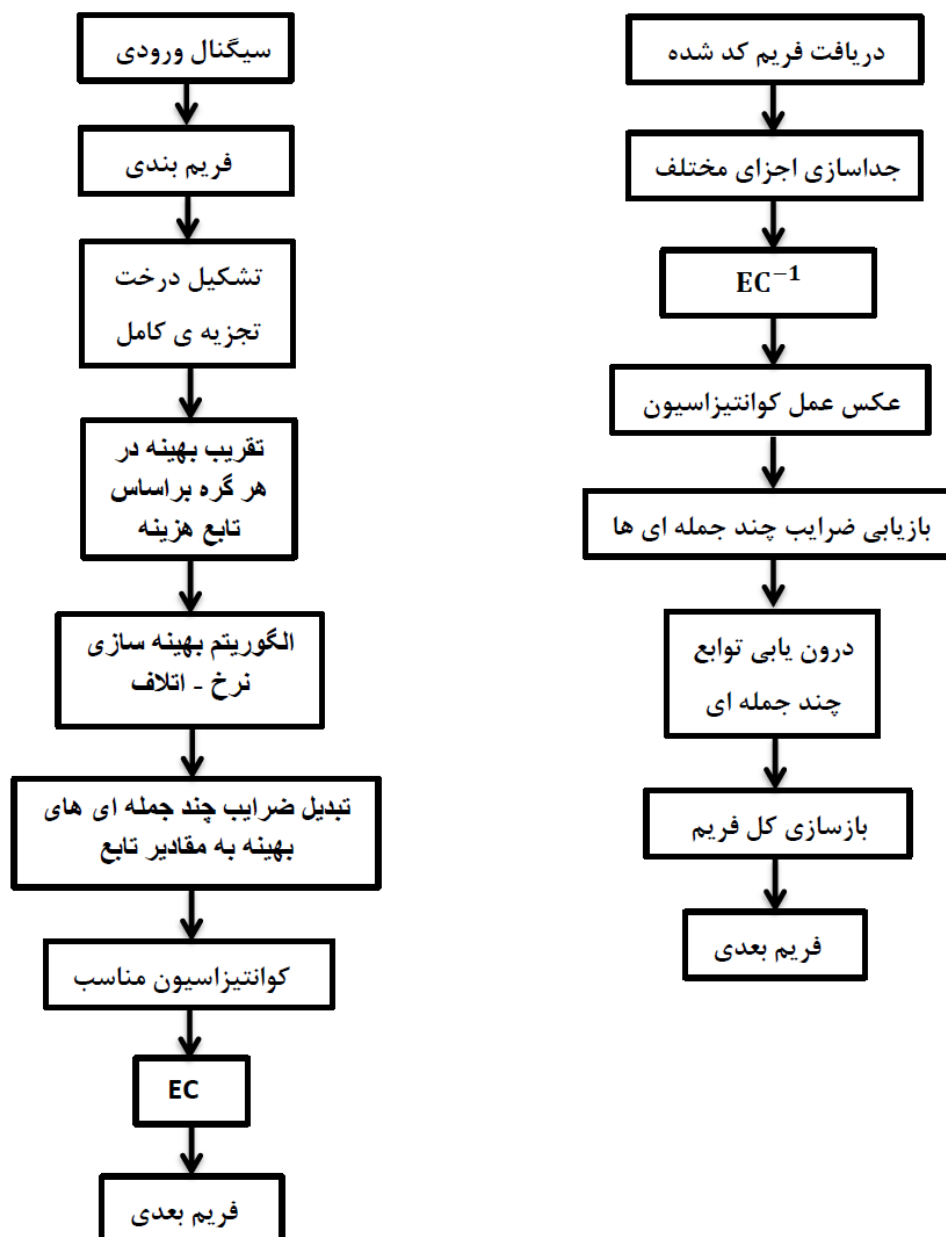 سیگنال ورودی
فریم بندی
تشکیل درخت
تجزیه ی کامل
تقریب بهینه در
هر گره براساس
تابع هزینه
الگوریتم بهینه سازی
نرخ - اتلاف
تبدیل ضرایب چند جمله ای های
بهینه به مقادیر تابع
کوانتیزاسیون مناسب
EC
فریم بعدی
دریافت فریم کد شده
جداسازی اجزای مختلف
EC⁻¹
عکس عمل کوانتیزاسیون
بازیابی ضرایب چند جمله ای ها
درون یابی توابع
چند جمله ای
بازسازی کل فریم
فریم بعدی